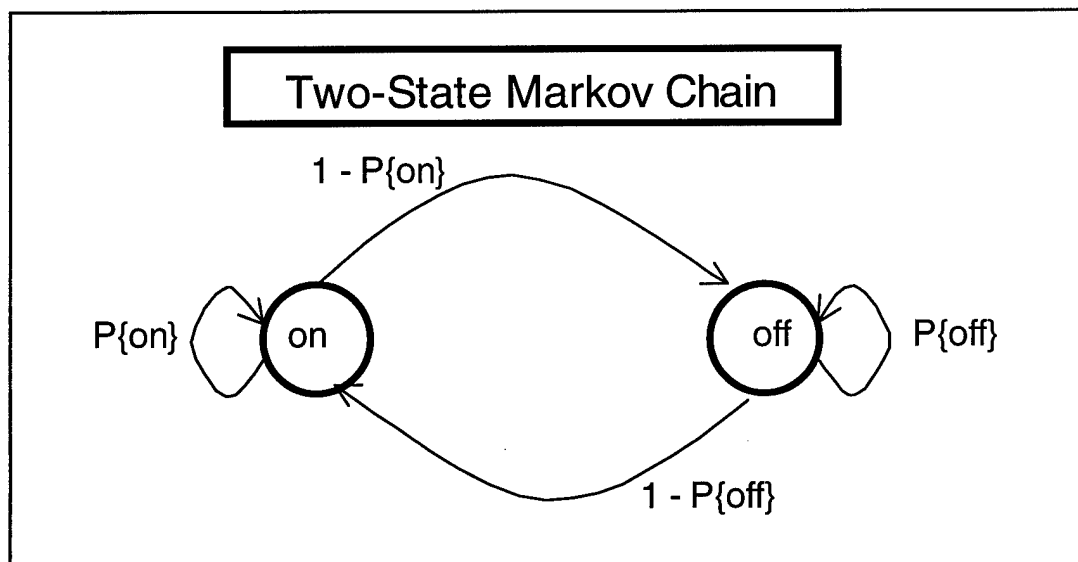 Two-State Markov Chain
1 - P{on}
P{on}
on
off
P{off}
1 - P{off}